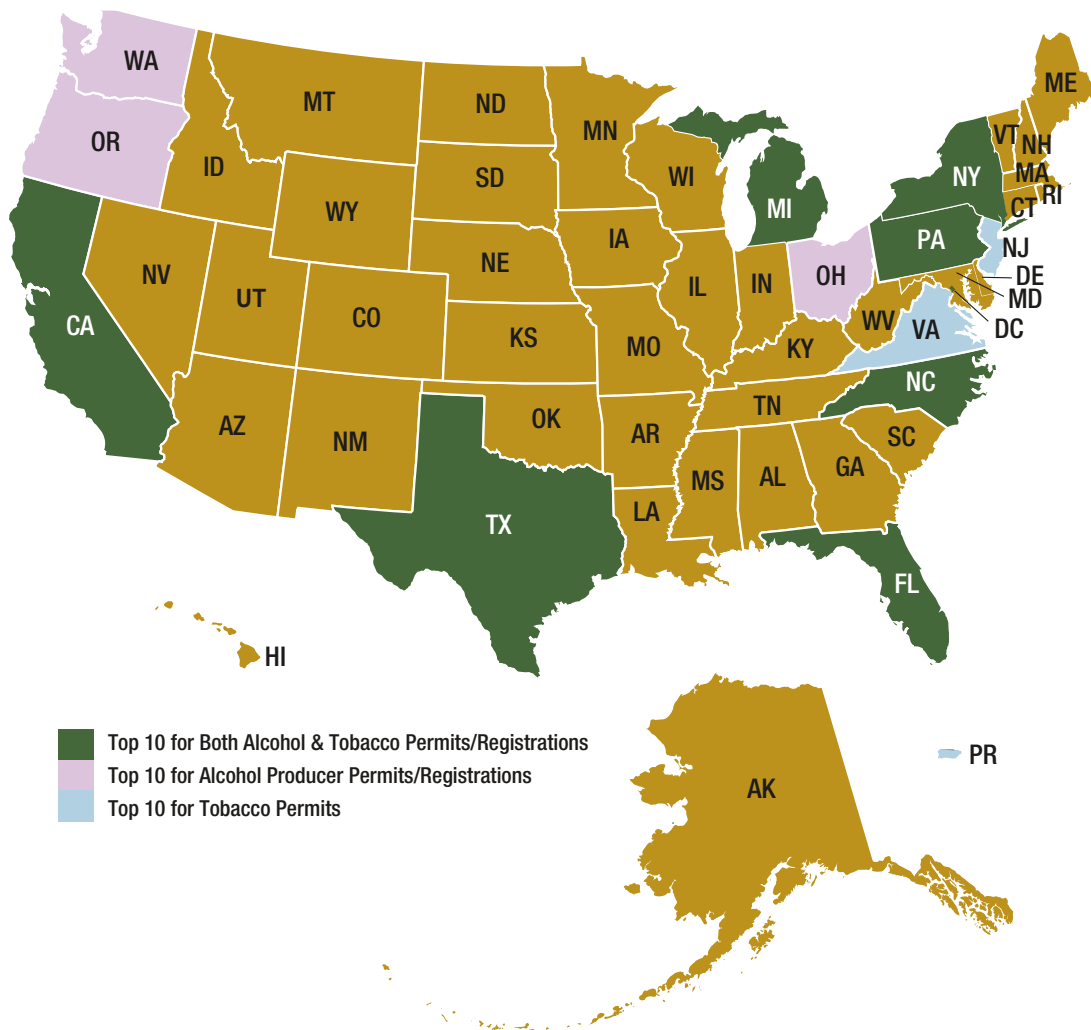 WA
ME
MT
ND
MN
VT
NH
OR
ID
SD
WI
NY
MA
RI
WY
MI
CT
IA
PA
NJ
NE
NV
OH
DE
UT
IL
IN
MD
CA
CO
WV
DC
VA
KS
MO
KY
NC
TN
AZ
OK
AR
SC
NM
MS
AL
GA
LA
TX
FL
HI
Top 10 for Both Alcohol & Tobacco Permits/Registrations
Top 10 for Alcohol Producer Permits/Registrations
Top 10 for Tobacco Permits
PR
AK